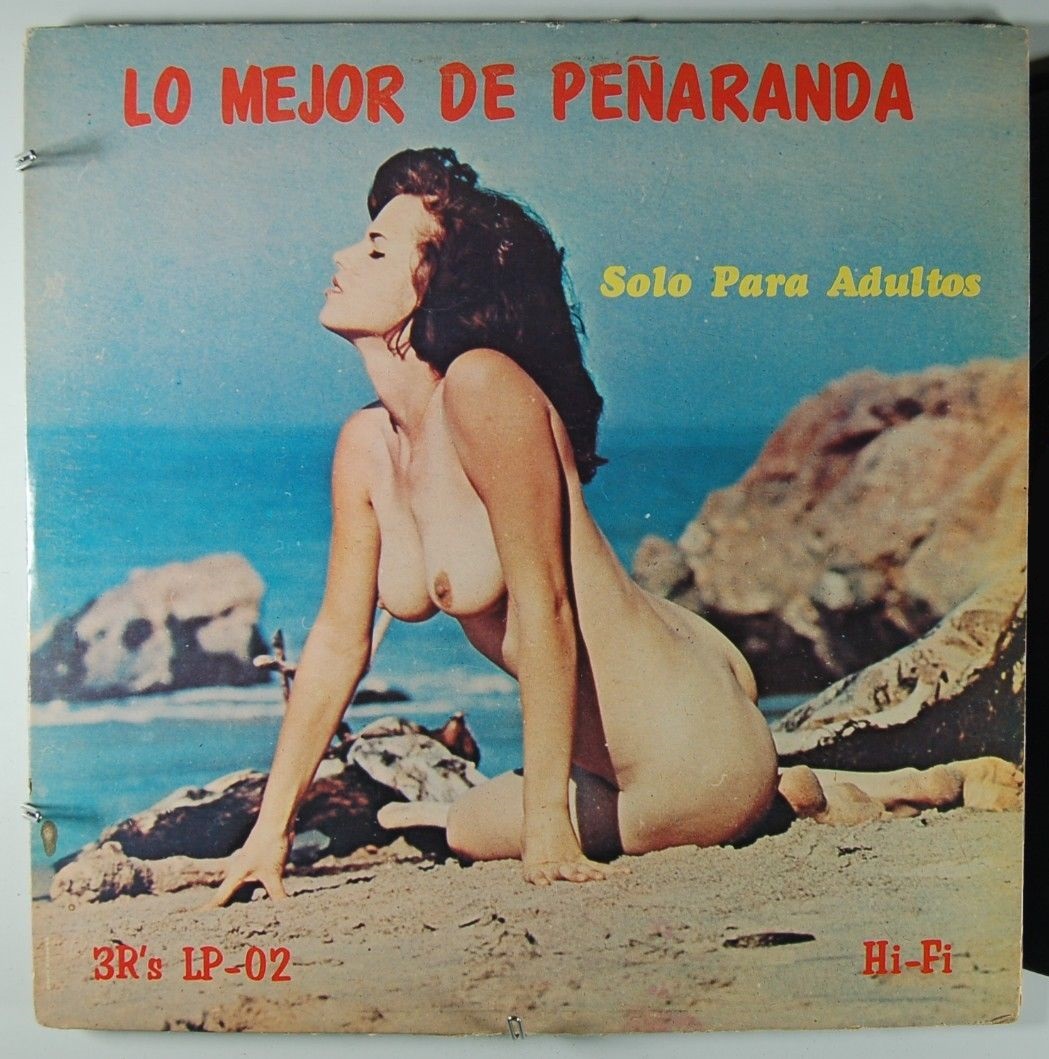 LO MEJOR DE PEÑARANDA
Solo Para Adultos
3R's LP-02
Hi-Fi